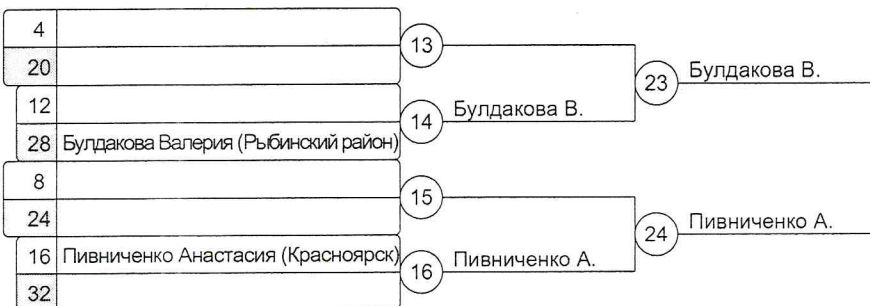 4
13
20
23 Булдакова В.
12
14 Булдакова В.
28 Булдакова Валерия (Рыбинский район)
8
15
24
24 Пивниченко А.
16 Пивниченко Анастасия (Красноярск)
16 Пивниченко А.
32